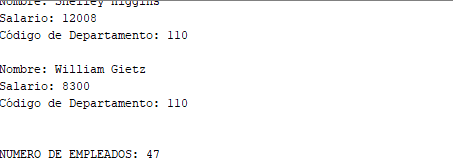 Nombre: Shelley Higgins
Salario: 12008
Código de Departamento: 110
Nombre: William Gietz
Salario: 8300
Código de Departamento: 110
NUMERO DE EMPLEADOS: 47